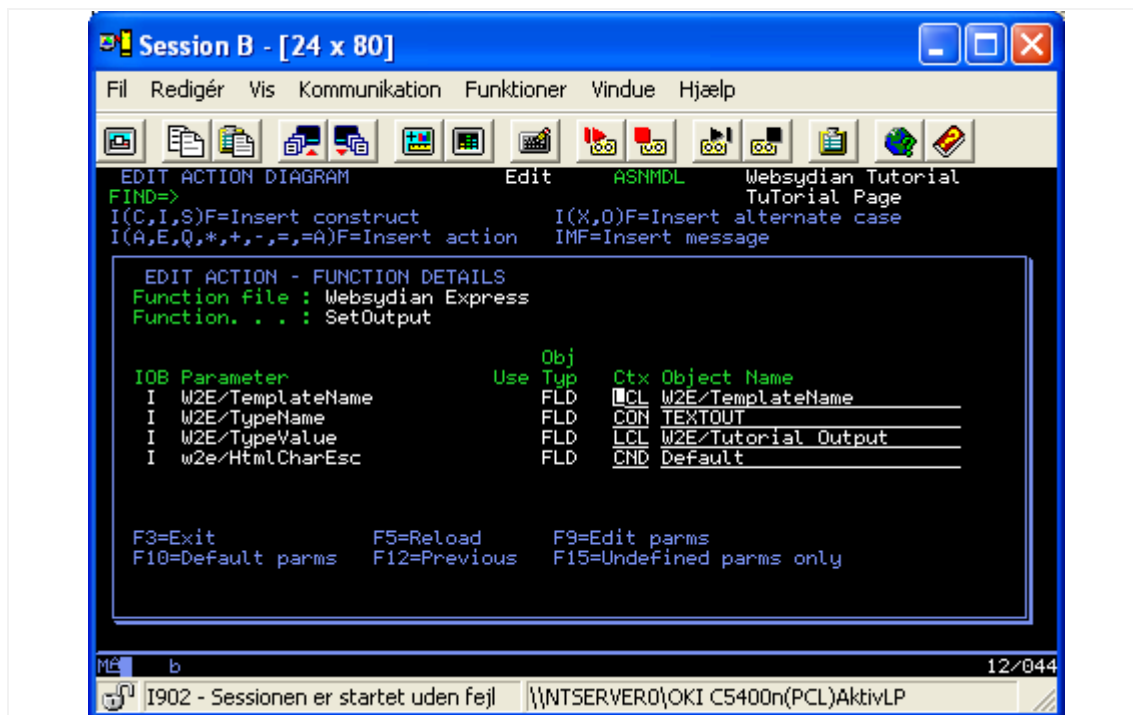 Session B - [24 x 80]
Fil Redigér Vis Kommunikation Funktioner Vindue Hjælp
EDIT ACTION DIAGRAM Edit ASNMDL Websydian Tutorial
FIND=> TuTorial Page
I(C,I,S)F=Insert construct I(X,O)F=Insert alternate case
I(A,E,Q,*,+,-,=,=A)F=Insert action IMF=Insert message
EDIT ACTION - FUNCTION DETAILS
Function file : Websydian Express
Function. . . : SetOutput
Obj
IOB Parameter Use Typ Ctx Object Name
I W2E/TemplateName FLD LCL W2E/TemplateName
I W2E/TypeName FLD CON TEXTOUT
I W2E/TypeValue FLD LCL W2E/Tutorial Output
I w2e/HtmlCharEsc FLD CND Default
F3=Exit F5=Reload F9=Edit parms
F10=Default parms F12=Previous F15=Undefined parms only
MA b 12/044
I902 - Sessionen er startet uden fejl \\NTSERVER0\OKI C5400n(PCL)AktivLP